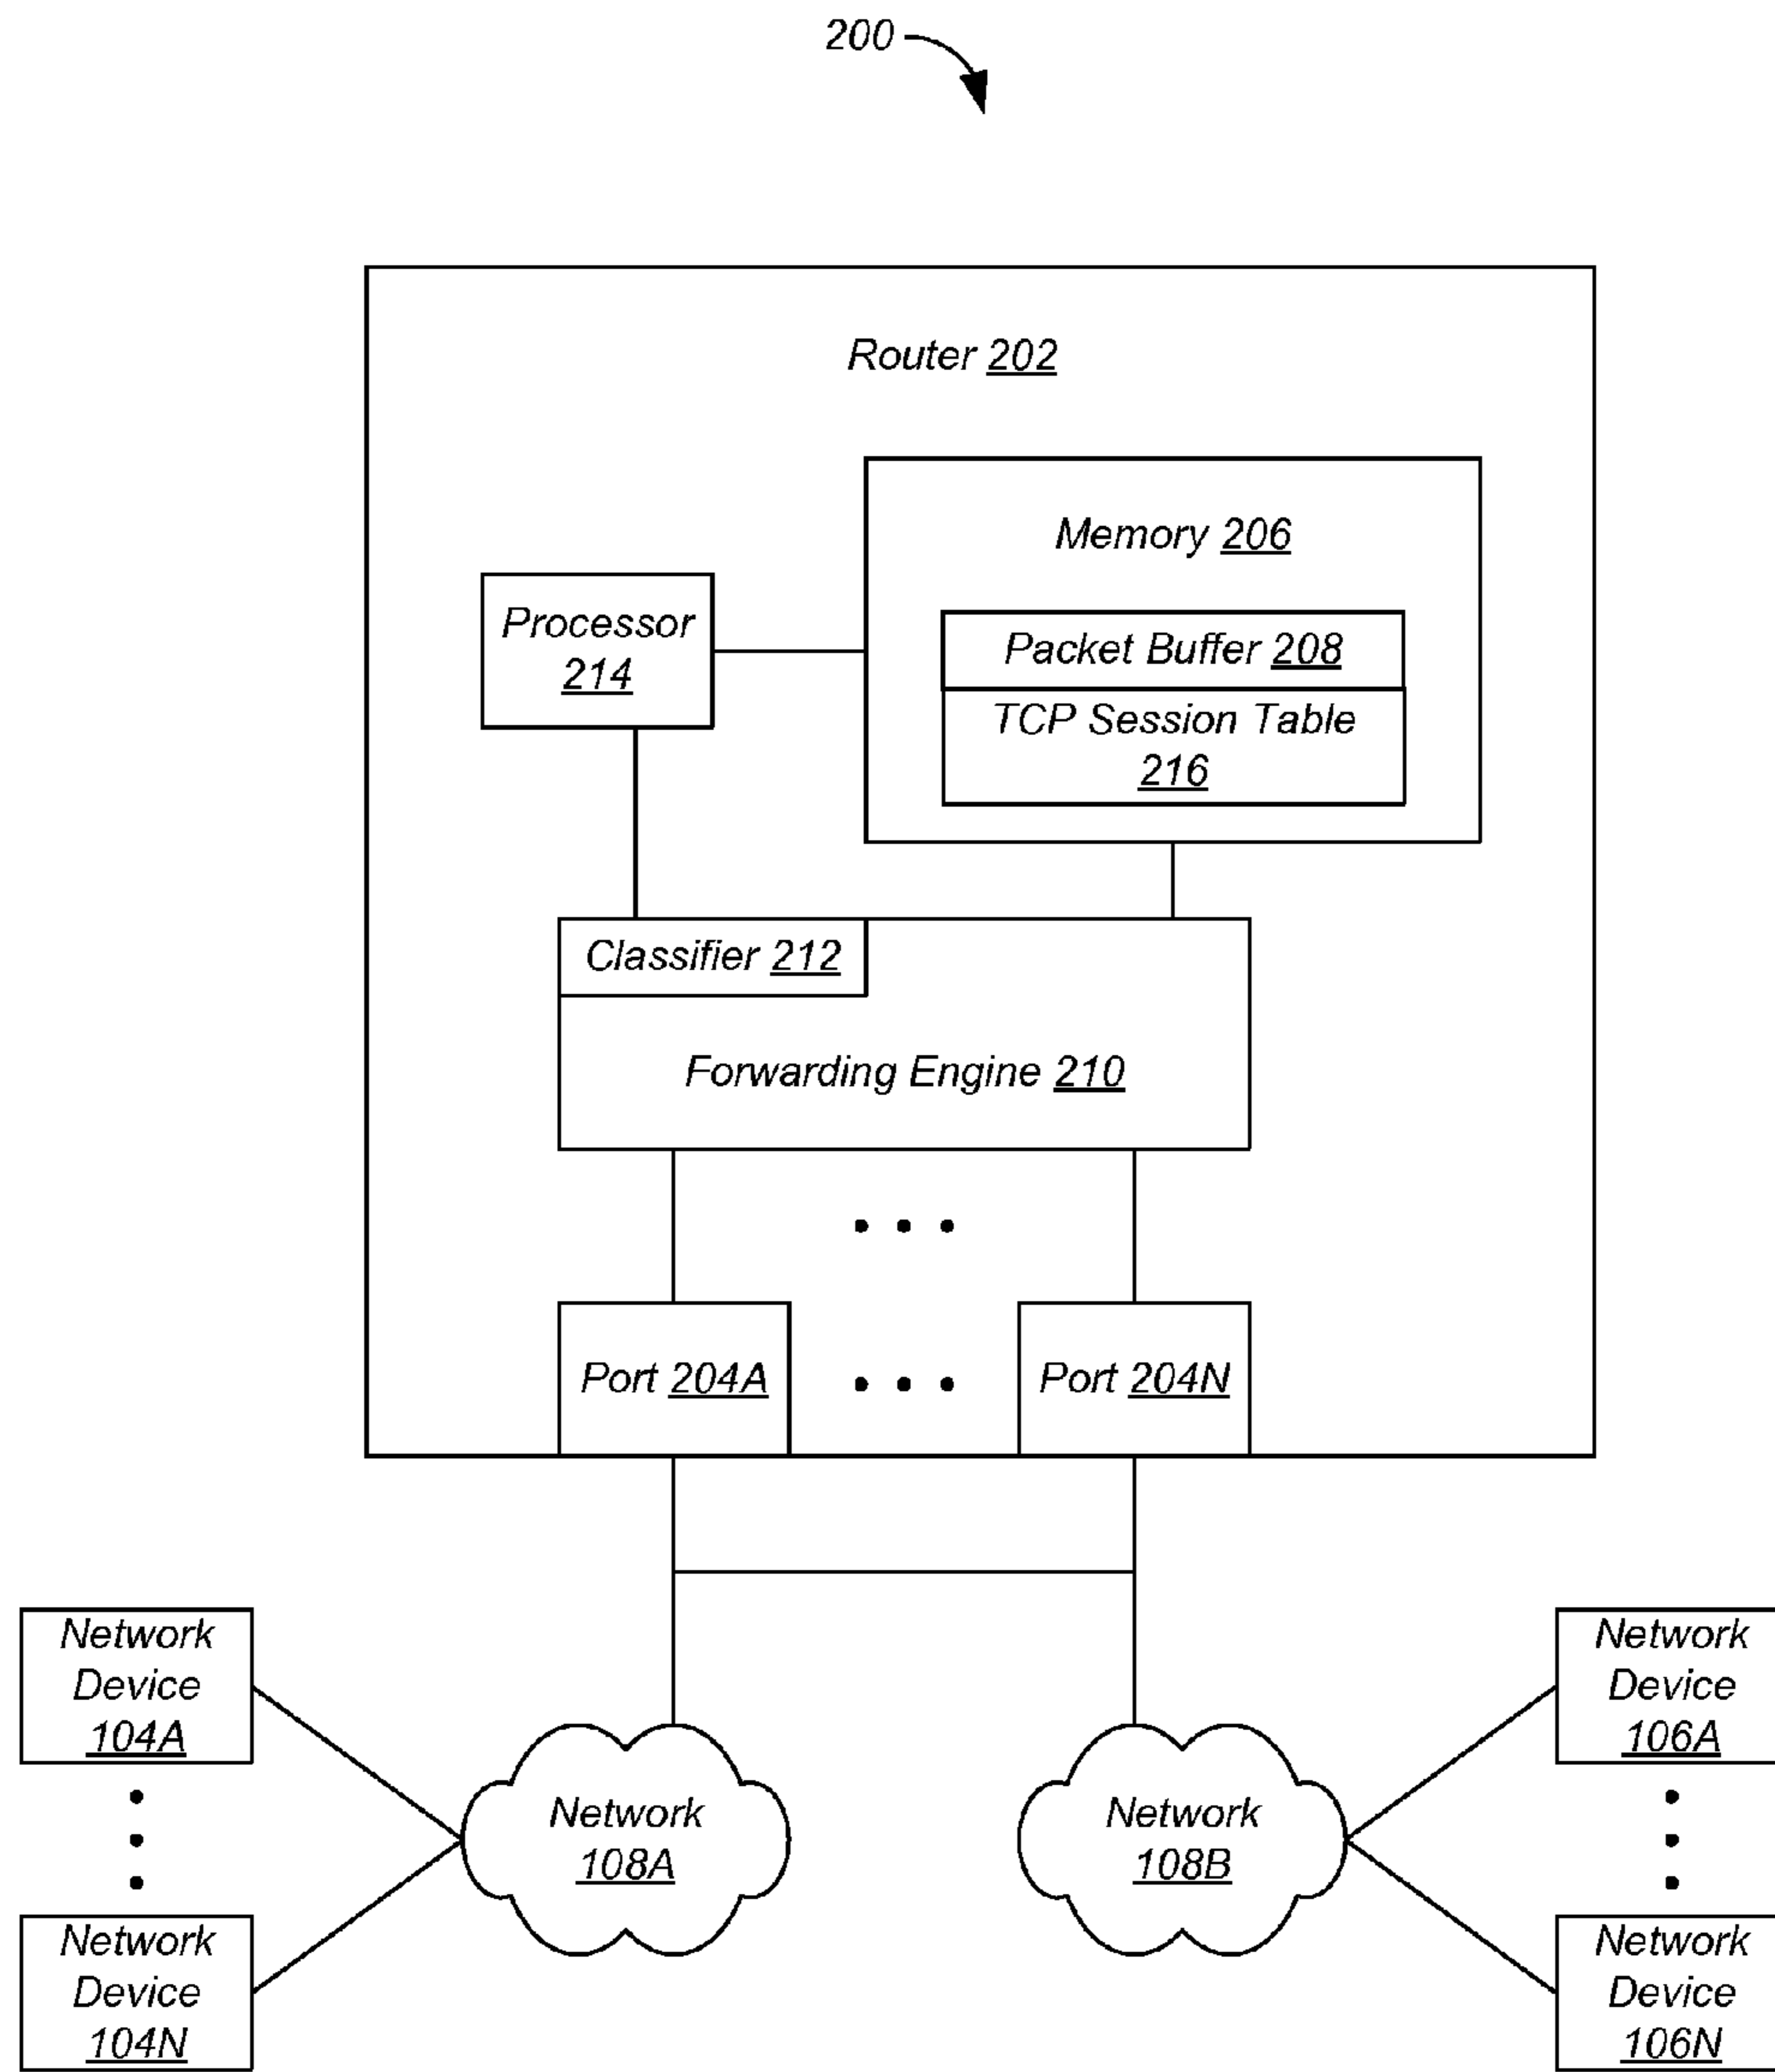 200
Router 202
Memory 206
Processor
214
Packet Buffer 208
TCP Session Table
216
Classifier 212
Forwarding Engine 210
Port 204A
Port 204N
Network
Device
104A
Network
Device
106A
Network
108A
Network
108B
Network
Device
104N
Network
Device
106N